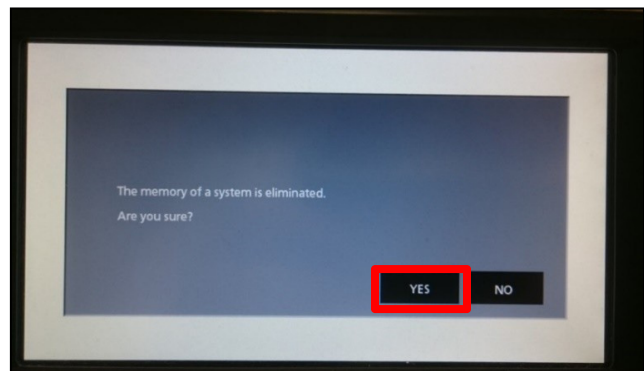 The memory of a system is eliminated.
Are you sure?
YES NO